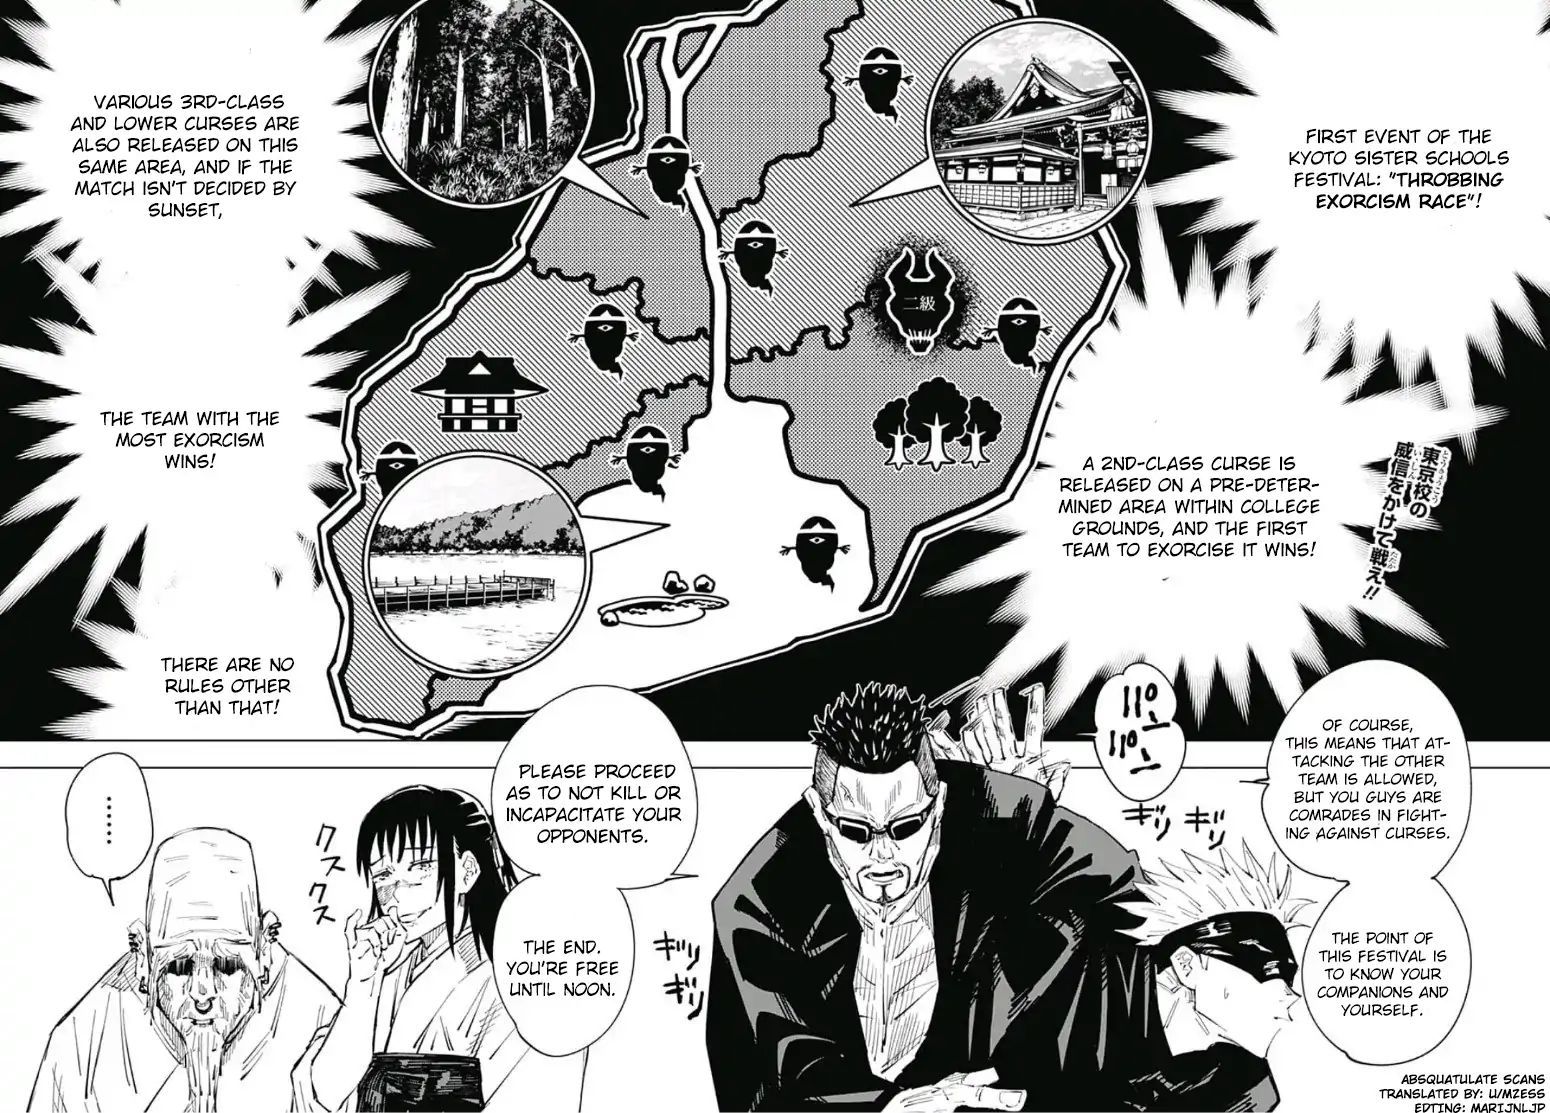 FIRST EVENT OF THE
KYOTO SISTER SCHOOLS
FESTIVAL: "THROBBING
EXORCISM RACE"!
東京校の
威信をかけて戦え!!
A 2ND-CLASS CURSE IS
RELEASED ON A PRE-DETER-
MINED AREA WITHIN COLLEGE
GROUNDS, AND THE FIRST
TEAM TO EXORCISE IT WINS!
二級
VARIOUS 3RD-CLASS
AND LOWER CURSES ARE
ALSO RELEASED ON THIS
SAME AREA, AND IF THE
MATCH ISN'T DECIDED BY
SUNSET,
THE TEAM WITH THE
MOST EXORCISM
WINS!
THERE ARE NO
RULES OTHER
THAN THAT!
OF COURSE,
THIS MEANS THAT AT-
TACKING THE OTHER
TEAM IS ALLOWED,
BUT YOU GUYS ARE
COMRADES IN FIGHT-
ING AGAINST CURSES.
THE POINT OF
THIS FESTIVAL IS
TO KNOW YOUR
COMPANIONS AND
YOURSELF.
パン
パン
ギリ
ギリ
ギリ
ギリ
PLEASE PROCEED
AS TO NOT KILL OR
INCAPACITATE YOUR
OPPONENTS.
THE END.
YOU'RE FREE
UNTIL NOON.
クスクス
クスクス
......
ABSQUATULATE SCANS
TRANSLATED BY: U/MZESS
EDTING: MARIJNLJP